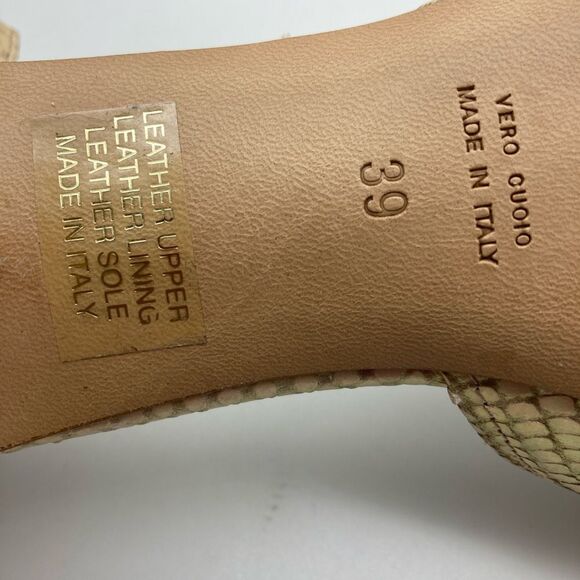 LEATHER UPPER
LEATHER LINING
LEATHER SOLE
MADE IN ITALY
39
VERO CUOIO
MADE IN ITALY